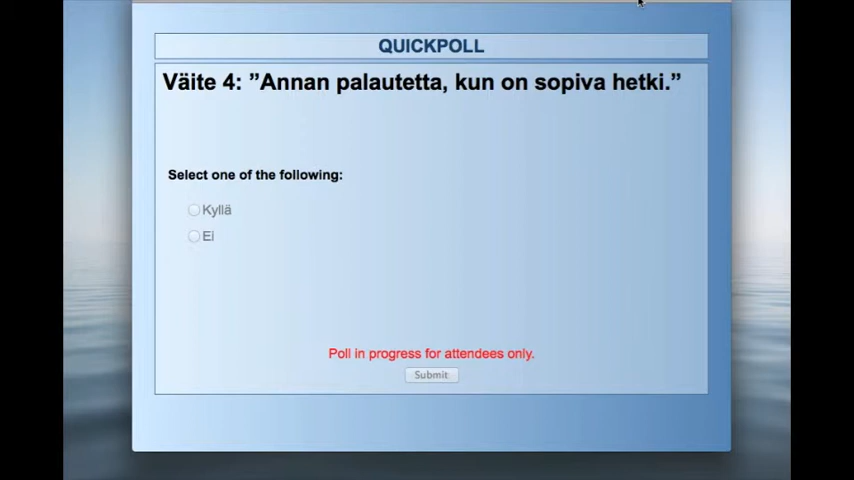 QUICKPOLL
Väite 4: ”Annan palautetta, kun on sopiva hetki.”
Select one of the following:
Kyllä
Ei
Poll in progress for attendees only.
Submit